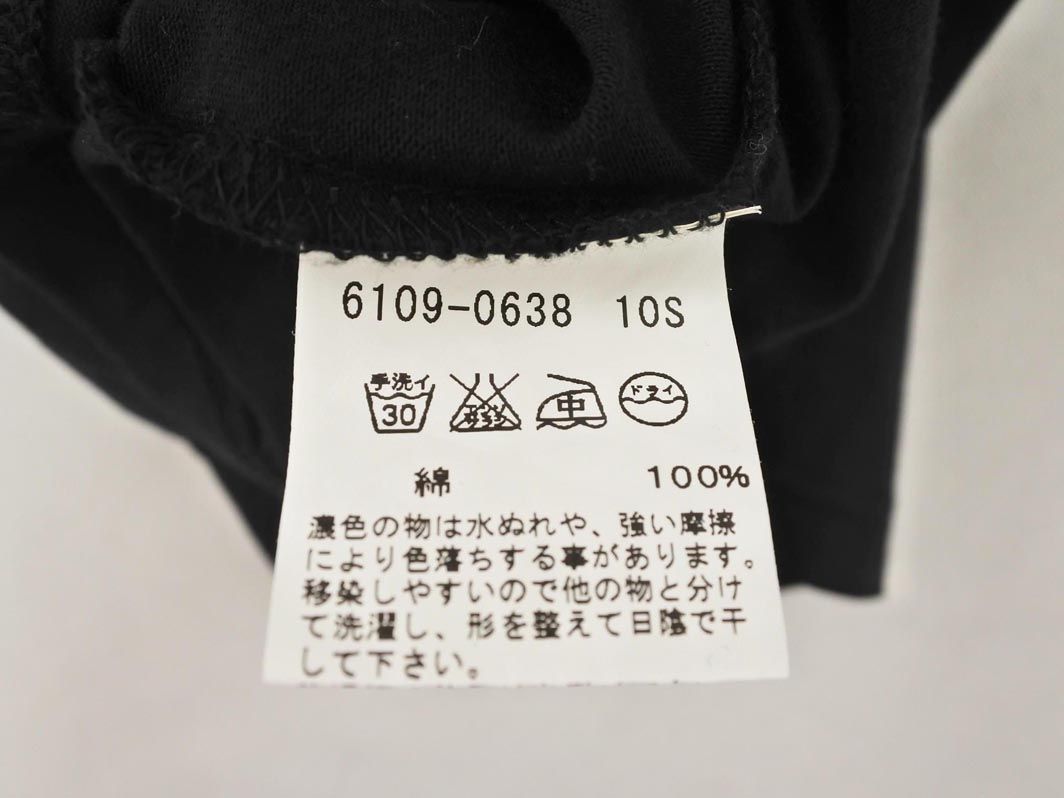 6109-0638 10S
手洗イ 30 中 ドライ
綿 100%
濃色の物は水ぬれや、強い摩擦
により色落ちする事があります。
移染しやすいので他の物と分け
て洗濯し、形を整えて日陰で干
して下さい。